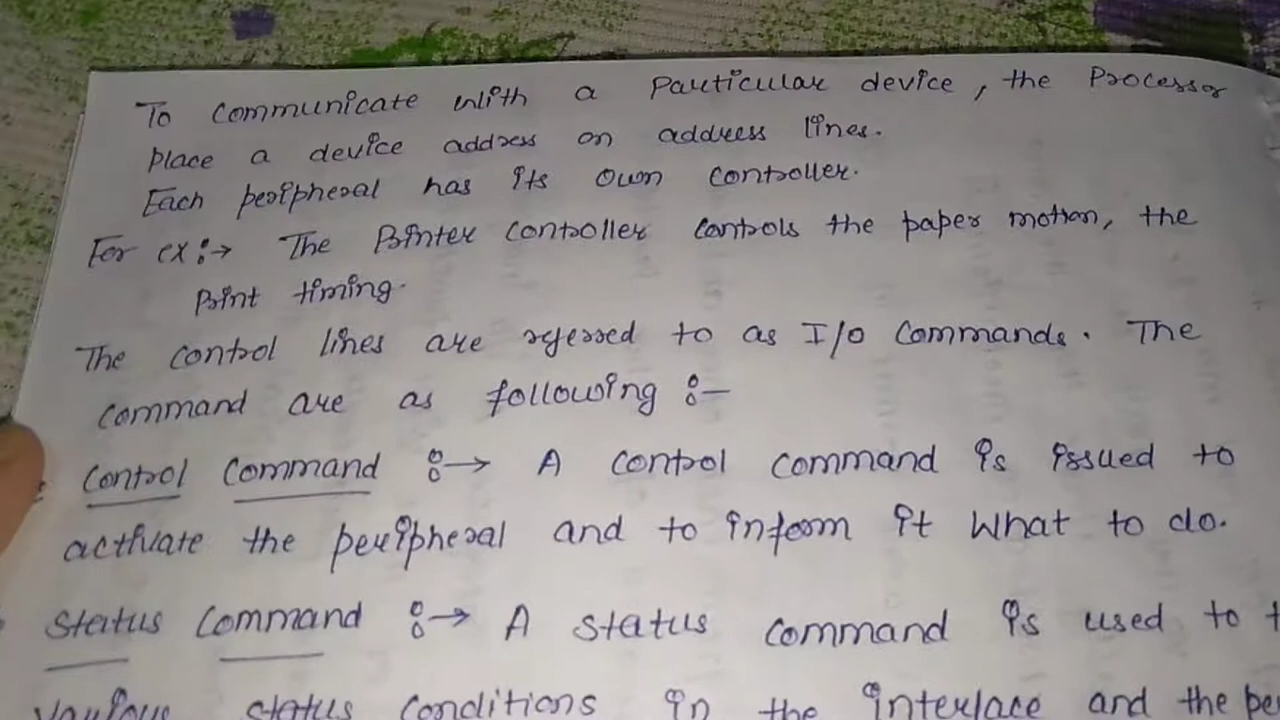 To communicate with a particular device, the processor
place a device address on address lines.
Each peripheral has its own controller.
For ex :→ The Printer controller controls the paper motion, the
Print timing.
The control lines are referred to as I/O Commands. The
command are as following :-
Control Command :→ A control command is issued to
activate the peripheral and to inform it what to do.
Status Command :→ A status command is used to
various status conditions in the interface and the